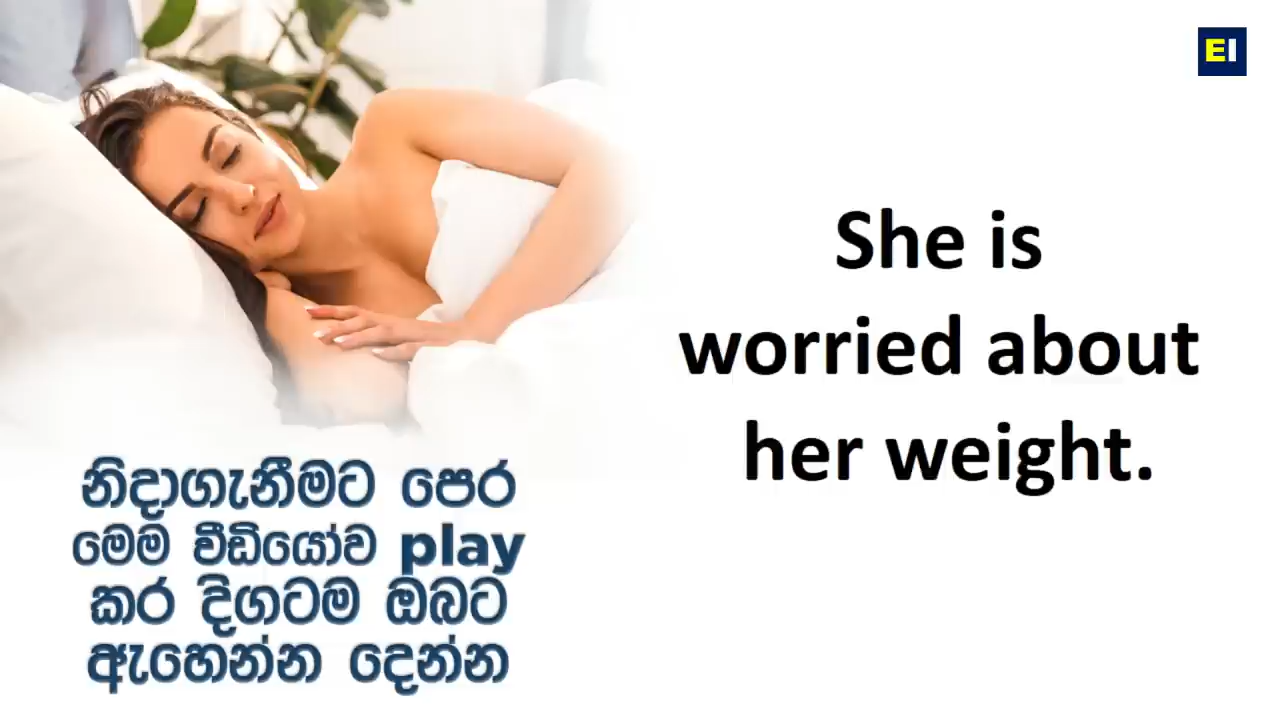 EI
She is
worried about
her weight.
නිදාගැනීමට පෙර
මෙම වීඩියෝව play
කර දිගටම ඔබට
ඇහෙන්න දෙන්න